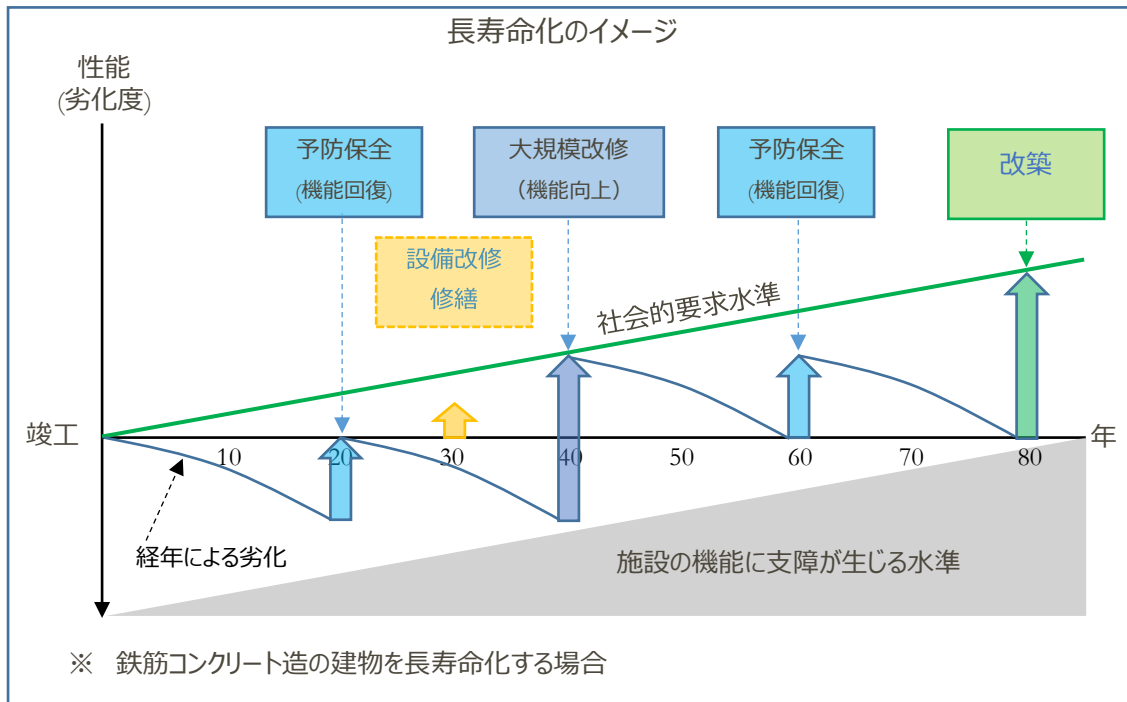 長寿命化のイメージ
性能
(劣化度)
予防保全
(機能回復)
大規模改修
（機能向上）
予防保全
(機能回復)
改築
設備改修
修繕
社会的要求水準
竣工
10
20
30
40
50
60
70
80
年
経年による劣化
施設の機能に支障が生じる水準
※　鉄筋コンクリート造の建物を長寿命化する場合